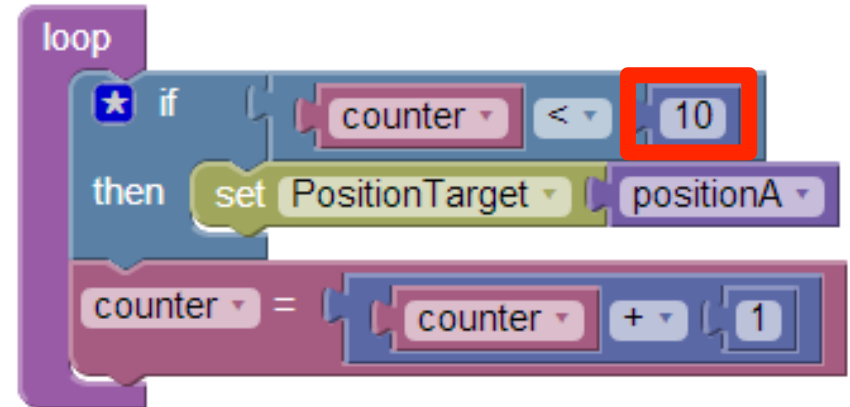 loop
if counter < 10
then set PositionTarget positionA
counter = counter + 1